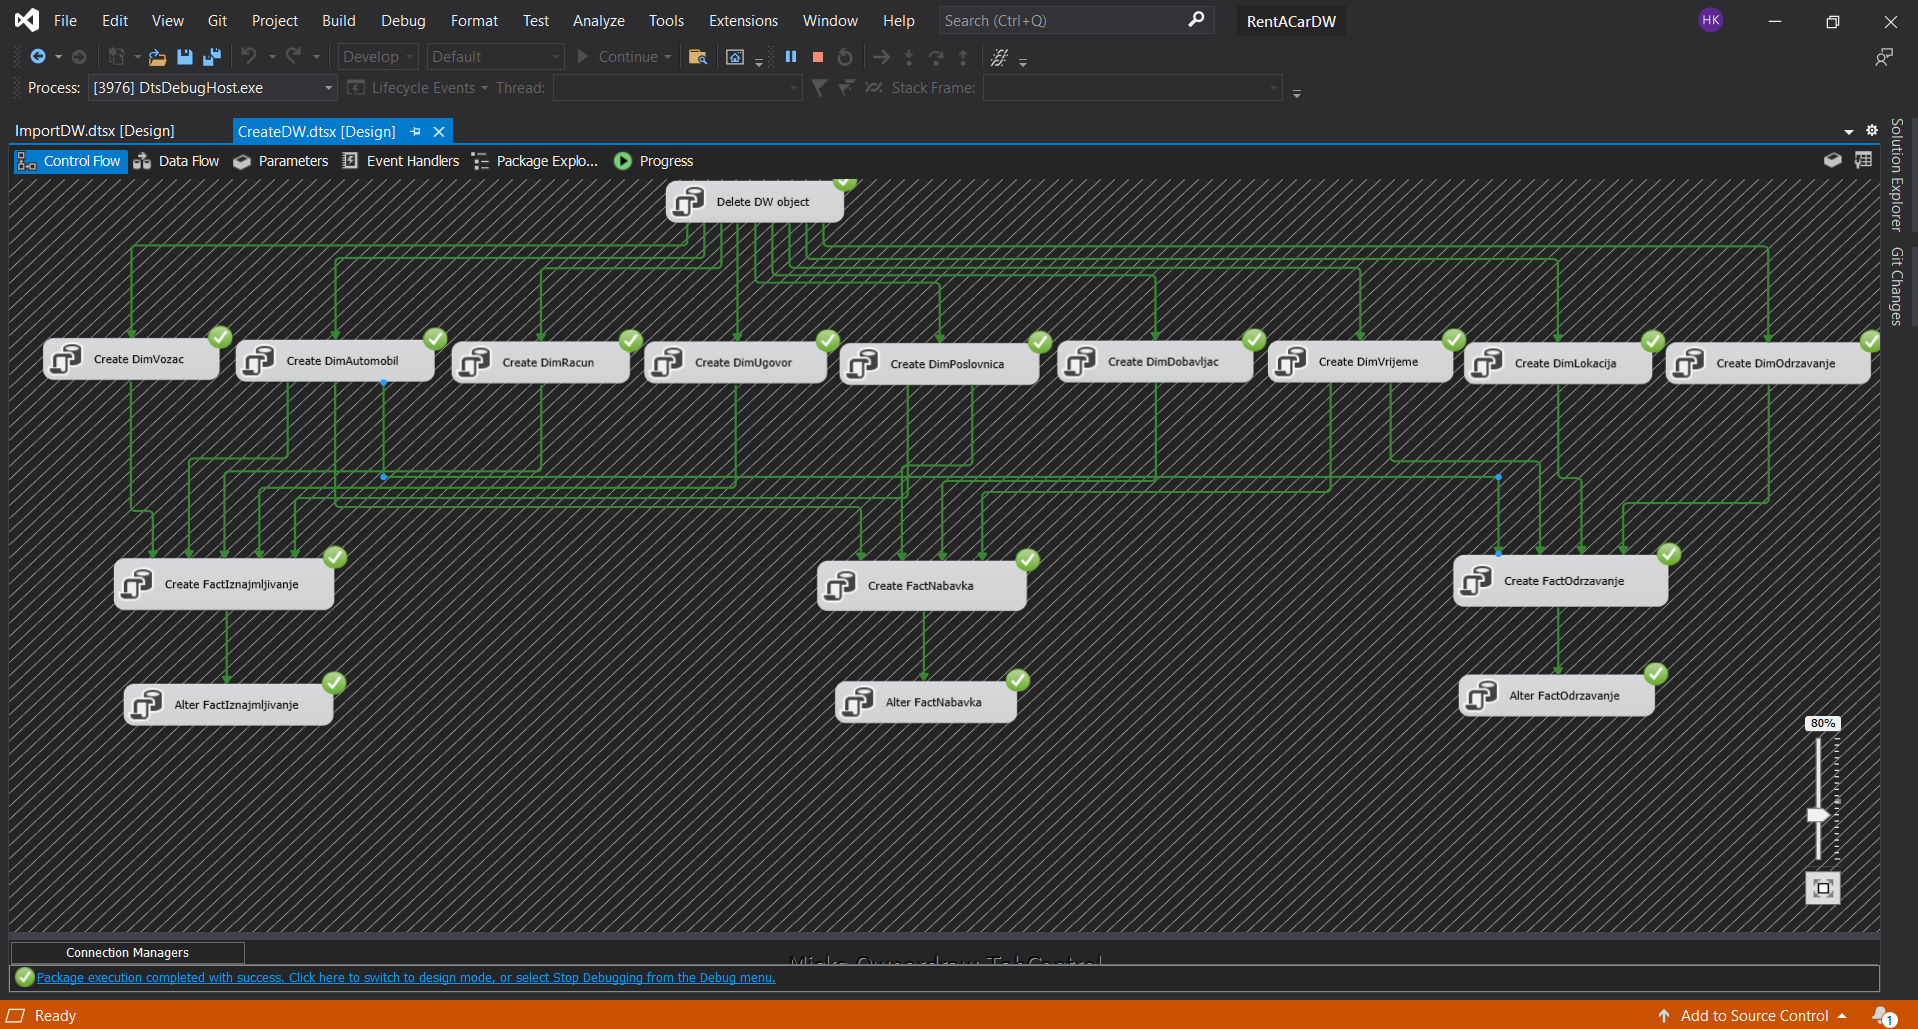 File Edit View Git Project Build Debug Format Test Analyze Tools Extensions Window Help Search (Ctrl+Q) RentACarDW HK
Develop Default Continue
Process: [3976] DtsDebugHost.exe Lifecycle Events Thread: Stack Frame:
ImportDW.dtsx [Design] CreateDW.dtsx [Design]
Control Flow Data Flow Parameters Event Handlers Package Explo... Progress
Solution Explorer
Git Changes
Delete DW object
Create DimVozac Create DimAutomobil Create DimRacun Create DimUgovor Create DimPoslovnica Create DimDobavljac Create DimVrijeme Create DimLokacija Create DimOdrzavanje
Create FactIznajmljivanje Create FactNabavka Create FactOdrzavanje
Alter FactIznajmljivanje Alter FactNabavka Alter FactOdrzavanje
80%
Connection Managers
Package execution completed with success. Click here to switch to design mode, or select Stop Debugging from the Debug menu.
Ready Add to Source Control 1